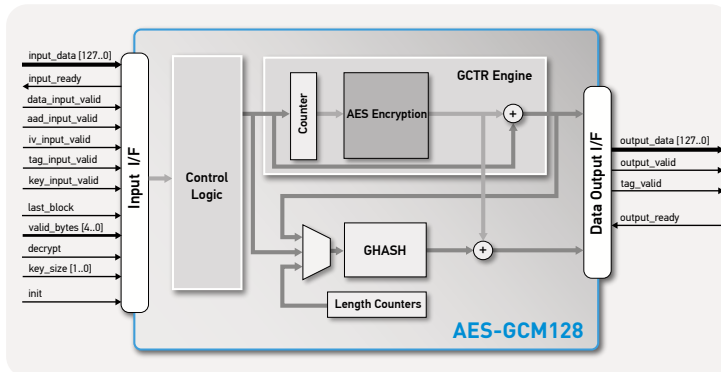 input_data [127..0]
input_ready
data_input_valid
aad_input_valid
iv_input_valid
tag_input_valid
key_input_valid
last_block
valid_bytes [4..0]
decrypt
key_size [1..0]
init
Input I/F
Control
Logic
GCTR Engine
Counter
AES Encryption
+
GHASH
+
Length Counters
Data Output I/F
output_data [127..0]
output_valid
tag_valid
output_ready
AES-GCM128